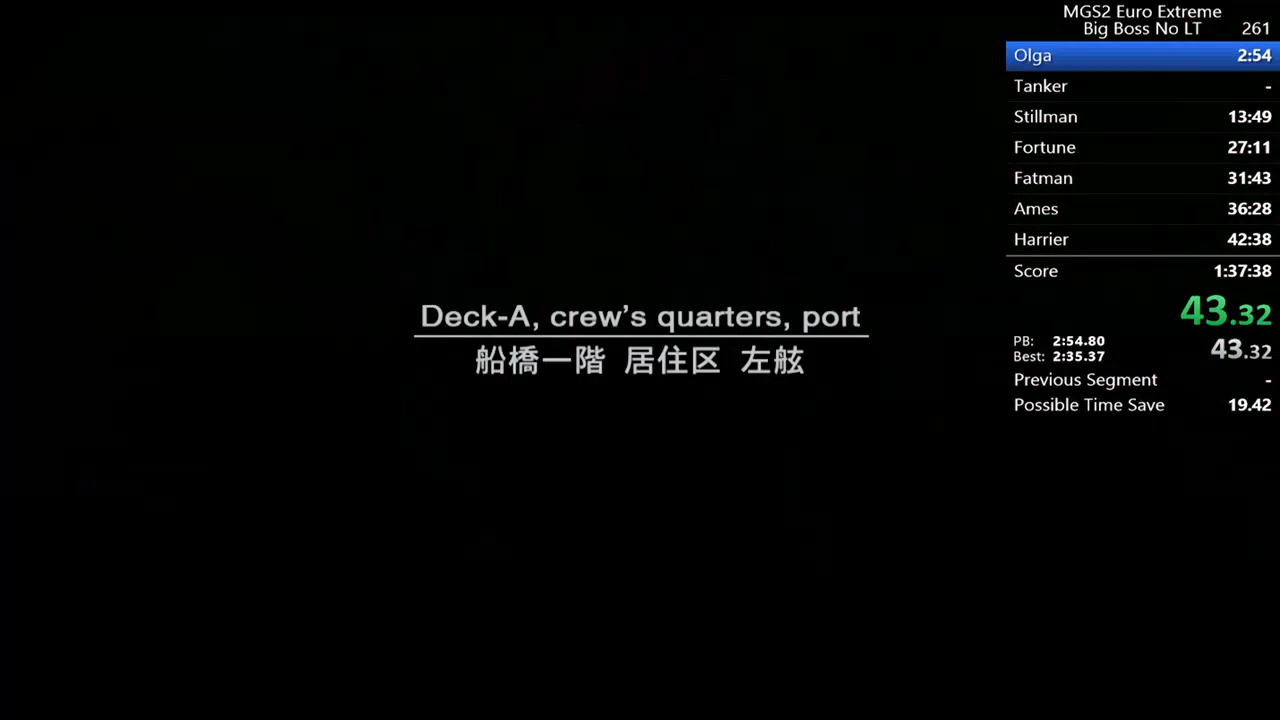 MGS2 Euro Extreme
Big Boss No LT 261
Olga 2:54
Tanker -
Stillman 13:49
Fortune 27:11
Fatman 31:43
Ames 36:28
Harrier 42:38
Score 1:37:38
43.32
PB: 2:54.80
Best: 2:35.37
43.32
Previous Segment -
Possible Time Save 19.42
Deck-A, crew's quarters, port
船橋一階 居住区 左舷